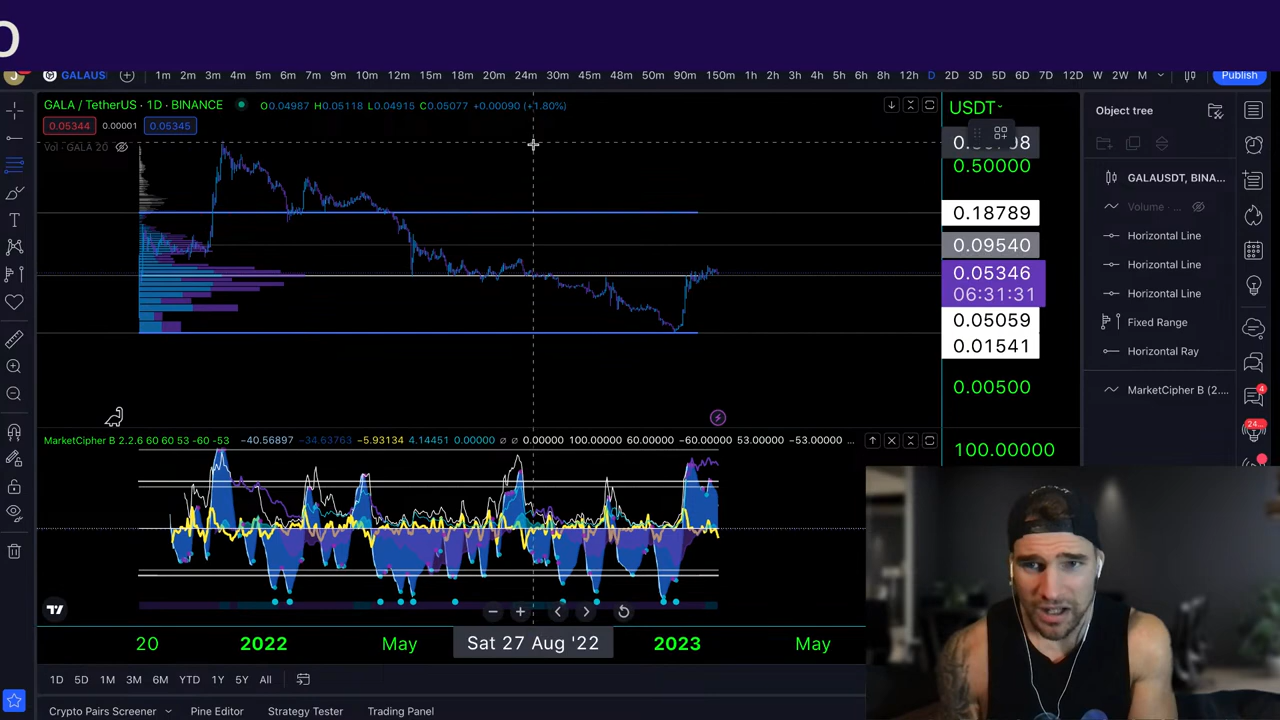 J GALAUS 1m 2m 3m 4m 5m 6m 7m 9m 10m 12m 15m 18m 20m 24m 30m 45m 48m 50m 90m 150m 1h 2h 3h 4h 5h 6h 8h 12h D 2D 3D 5D 6D 7D 12D W 2W M Publish
GALA / TetherUS · 1D · BINANCE O0.04987 H0.05118 L0.04915 C0.05077 +0.00090 (+1.80%)
0.05344 0.00001 0.05345
Vol · GALA 20
USDT
0.50000
0.18789
0.09540
0.05346
06:31:31
0.05059
0.01541
0.00500
100.00000
Object tree
GALAUSDT, BINA...
Volume · ...
Horizontal Line
Horizontal Line
Horizontal Line
Fixed Range
Horizontal Ray
MarketCipher B (2....
MarketCipher B 2.2.6 60 60 53 -60 -53 −40.56897 −34.63763 −5.93134 4.14451 0.00000 ∅ ∅ 0.00000 100.00000 60.00000 −60.00000 53.00000 −53.00000 ...
20 2022 May Sat 27 Aug '22 2023 May
1D 5D 1M 3M 6M YTD 1Y 5Y All
Crypto Pairs Screener Pine Editor Strategy Tester Trading Panel
4
24...